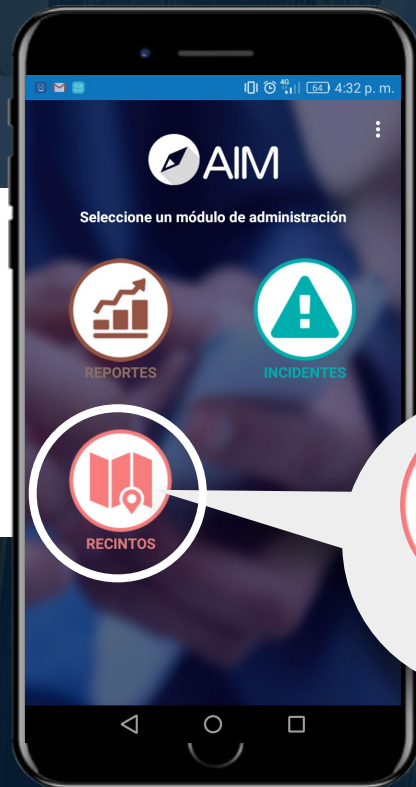 4G 64 4:32 p. m.
AIM
Seleccione un módulo de administración
REPORTES
INCIDENTES
RECINTOS